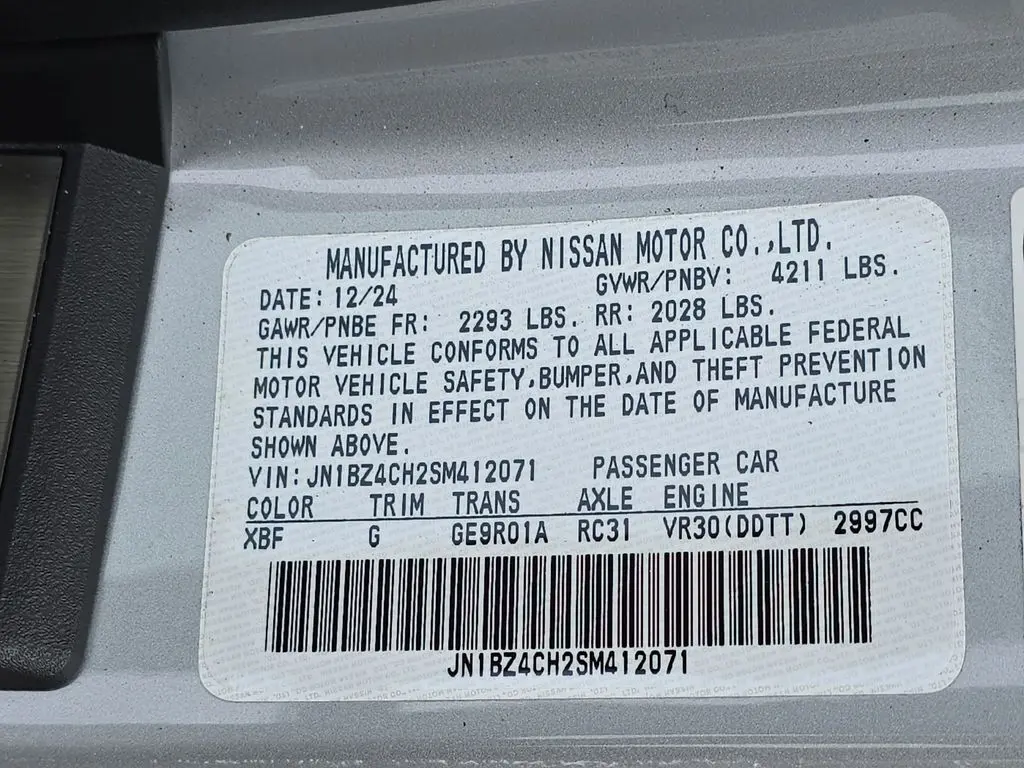 MANUFACTURED BY NISSAN MOTOR CO.,LTD.
DATE: 12/24 GVWR/PNBV: 4211 LBS.
GAWR/PNBE FR: 2293 LBS. RR: 2028 LBS.
THIS VEHICLE CONFORMS TO ALL APPLICABLE FEDERAL
MOTOR VEHICLE SAFETY,BUMPER,AND THEFT PREVENTION
STANDARDS IN EFFECT ON THE DATE OF MANUFACTURE
SHOWN ABOVE.
VIN: JN1BZ4CH2SM412071 PASSENGER CAR
COLOR TRIM TRANS AXLE ENGINE
XBF G GE9R01A RC31 VR30(DDTT) 2997CC
JN1BZ4CH2SM412071